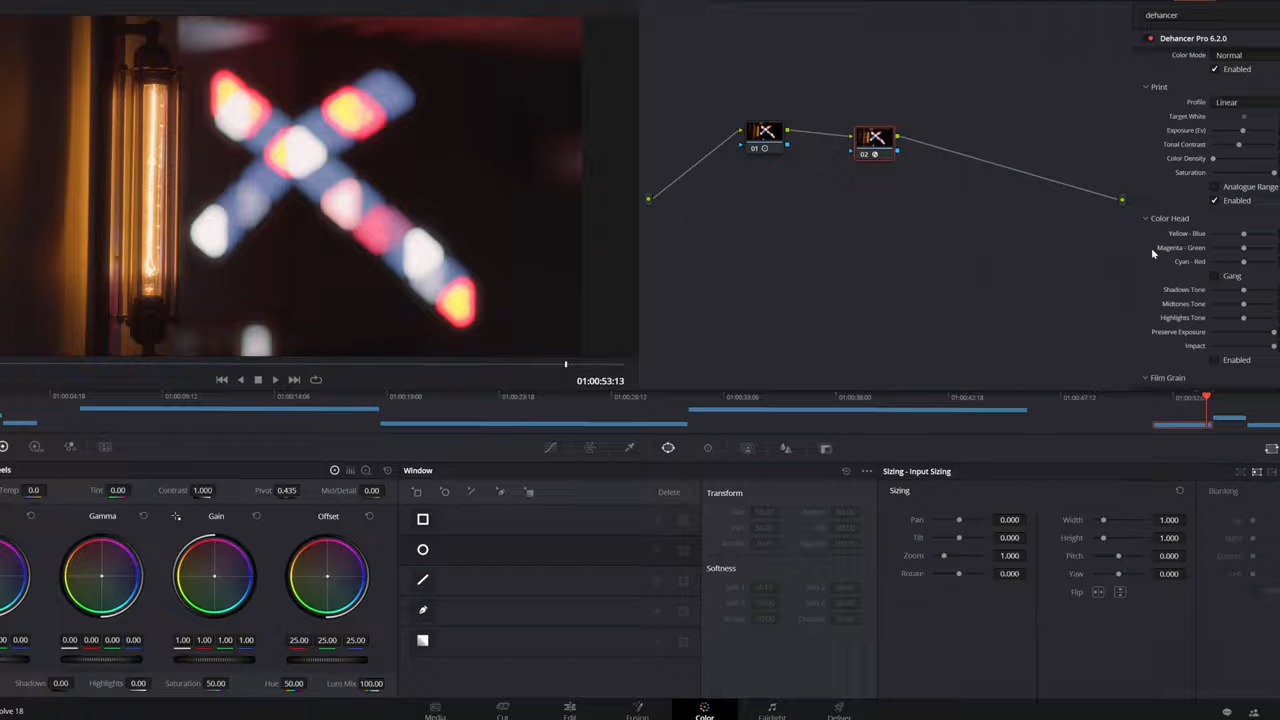 dehancer
Dehancer Pro 6.2.0
Color Mode Normal
Enabled
Print
Profile Linear
Target White
Exposure (Ev)
Tonal Contrast
Color Density
Saturation
Analogue Range
Enabled
Color Head
Yellow - Blue
Magenta - Green
Cyan - Red
Gang
Shadows Tone
Midtones Tone
Highlights Tone
Preserve Exposure
Impact
Enabled
Film Grain
01
02
01:00:53:13
01:00:04:18 01:00:09:12 01:00:14:06 01:00:19:00 01:00:23:18 01:00:28:12 01:00:33:06 01:00:38:00 01:00:42:18 01:00:47:12 01:00:52:
els
Temp 0.0 Tint 0.00 Contrast 1.000 Pivot 0.435 Mid/Detail 0.00
Gamma Gain Offset
0.00 0.00 0.00 0.00 0.00 1.00 1.00 1.00 1.00 25.00 25.00 25.00
Shadows 0.00 Highlights 0.00 Saturation 50.00 Hue 50.00 Lum Mix 100.00
Window
Delete
Transform
Softness
Sizing - Input Sizing
Sizing
Blanking
Pan 0.000 Width 1.000
Tilt 0.000 Height 1.000
Zoom 1.000 Pitch 0.000
Rotate 0.000 Yaw 0.000
Flip
olve 18
Media Cut Edit Fusion Color Fairlight Deliver